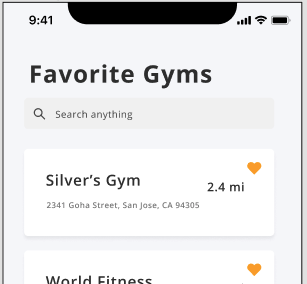 9:41
Favorite Gyms
Search anything
Silver's Gym
2.4 mi
2341 Goha Street, San Jose, CA 94305
World Fitness